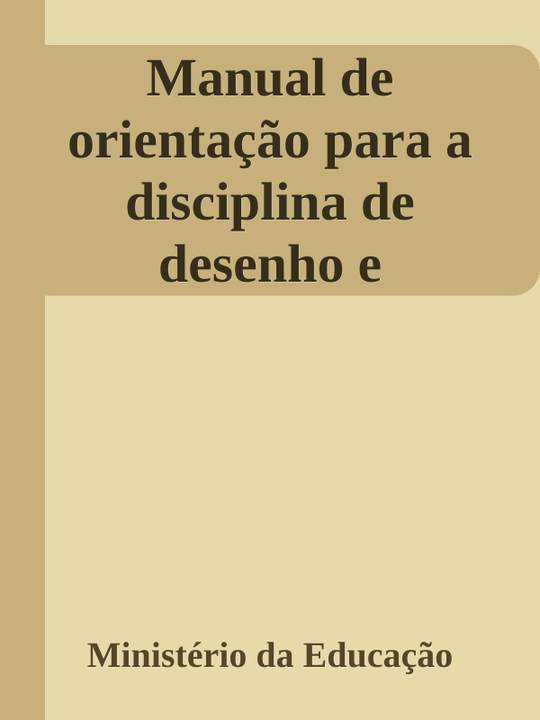 Manual de
orientação para a
disciplina de
desenho e
Ministério da Educação